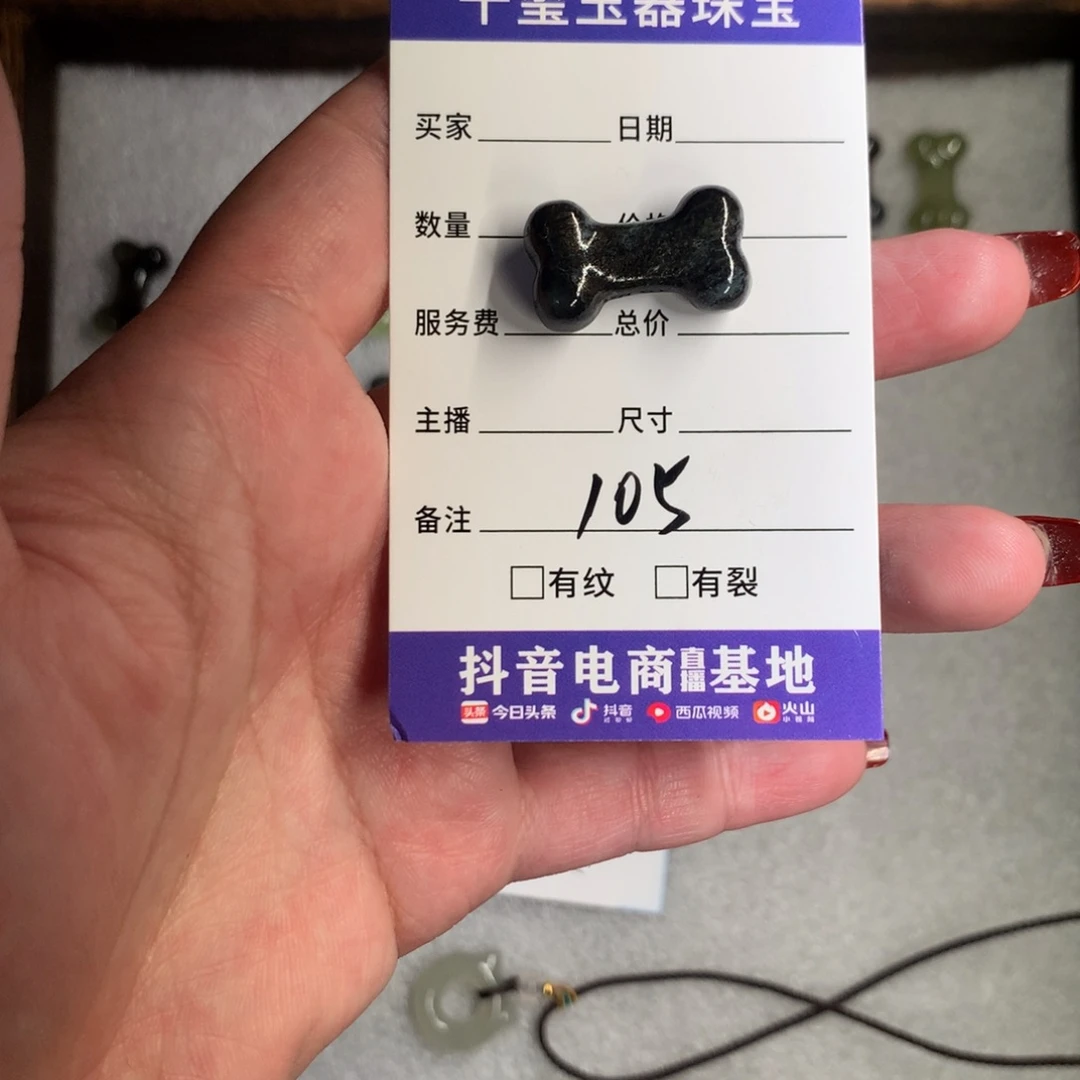 千玺玉器珠宝
买家 日期
数量
服务费 总价
主播 尺寸
备注 105
有纹 有裂
抖音电商直播基地
今日头条 抖音 西瓜视频 火山